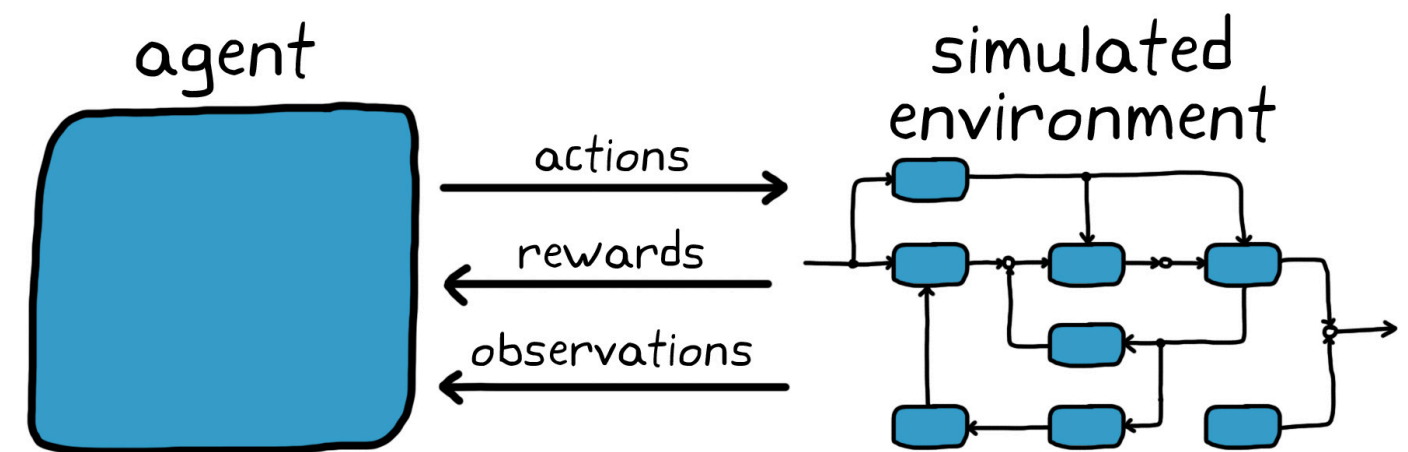 agent
simulated
environment
actions
rewards
observations